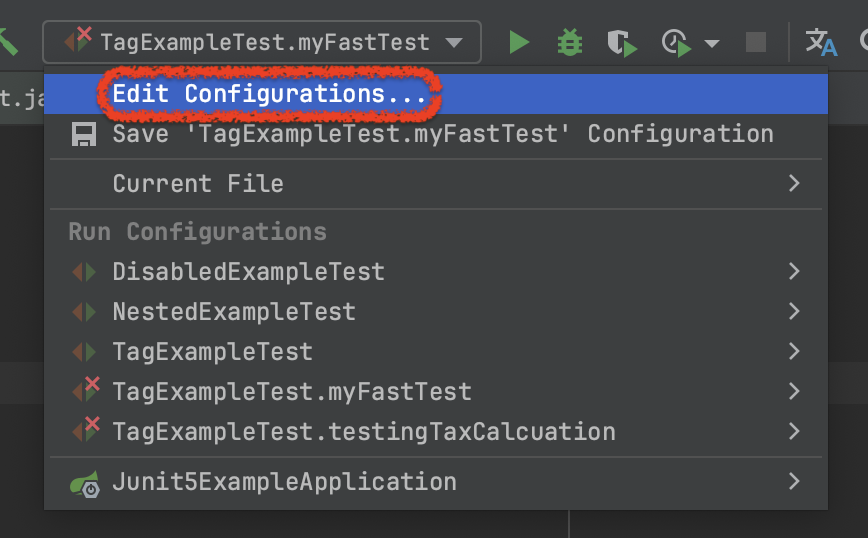 TagExampleTest.myFastTest
t.ja
Edit Configurations...
Save 'TagExampleTest.myFastTest' Configuration
Current File
Run Configurations
DisabledExampleTest
NestedExampleTest
TagExampleTest
TagExampleTest.myFastTest
TagExampleTest.testingTaxCalcuation
Junit5ExampleApplication